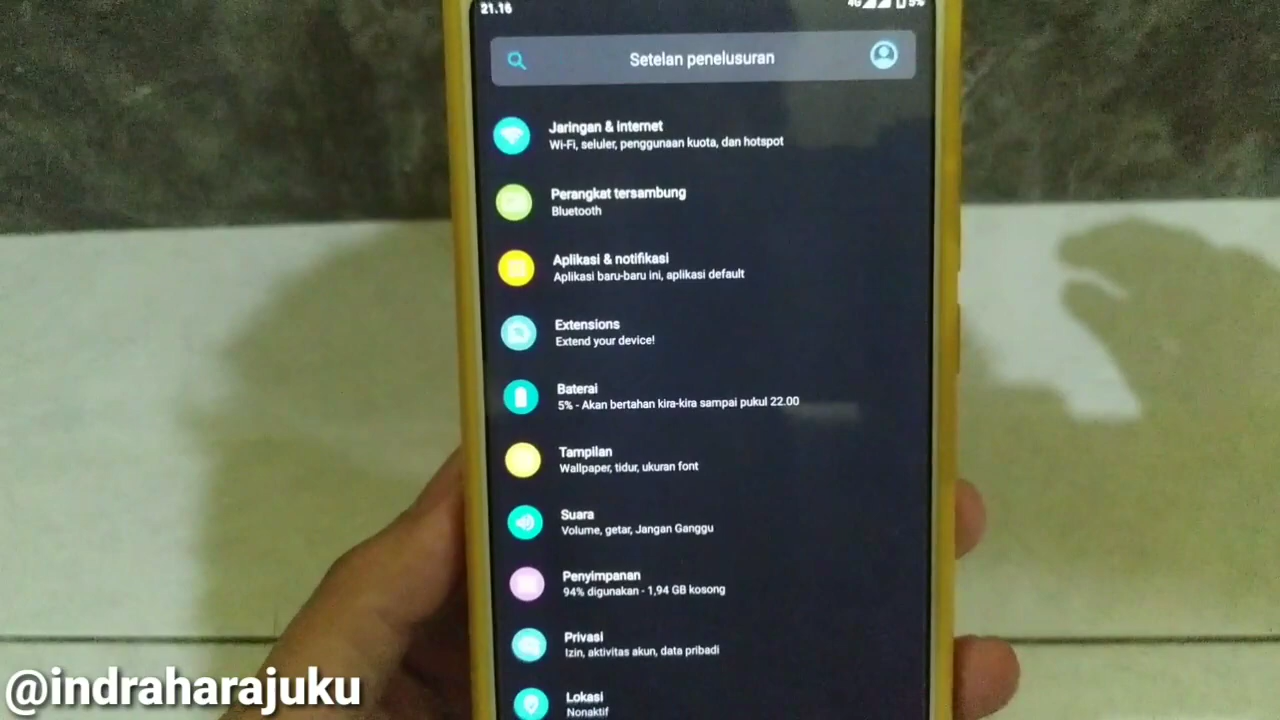 21.16
4G 5%
Setelan penelusuran
Jaringan & internet
Wi-Fi, seluler, penggunaan kuota, dan hotspot
Perangkat tersambung
Bluetooth
Aplikasi & notifikasi
Aplikasi baru-baru ini, aplikasi default
Extensions
Extend your device!
Baterai
5% - Akan bertahan kira-kira sampai pukul 22.00
Tampilan
Wallpaper, tidur, ukuran font
Suara
Volume, getar, Jangan Ganggu
Penyimpanan
94% digunakan - 1,94 GB kosong
Privasi
Izin, aktivitas akun, data pribadi
Lokasi
Nonaktif
@indraharajuku